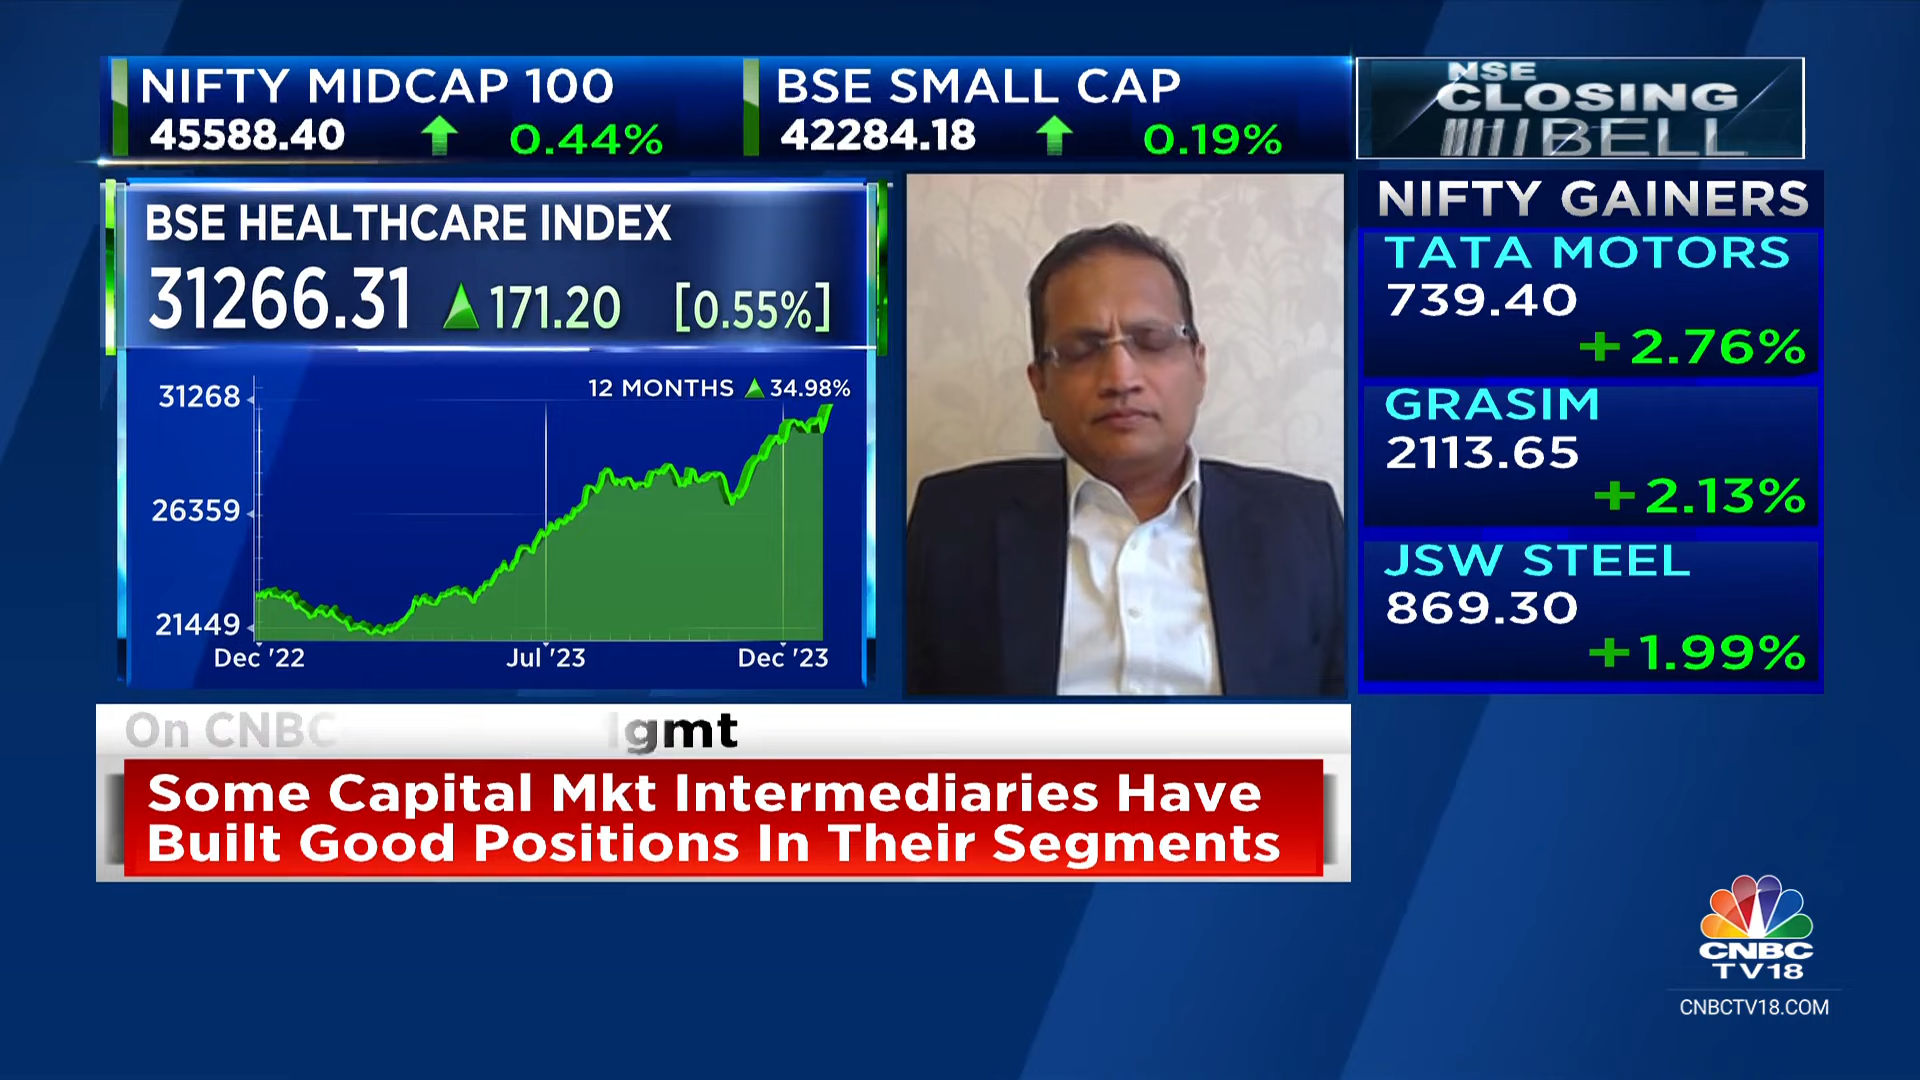 NIFTY MIDCAP 100
45588.40 0.44%
BSE SMALL CAP
42284.18 0.19%
NSE
CLOSING
BELL
BSE HEALTHCARE INDEX
31266.31 171.20 [0.55%]
12 MONTHS 34.98%
31268
26359
21449
Dec '22 Jul '23 Dec '23
NIFTY GAINERS
TATA MOTORS
739.40
+2.76%
GRASIM
2113.65
+2.13%
JSW STEEL
869.30
+1.99%
On CNBC gmt
Some Capital Mkt Intermediaries Have
Built Good Positions In Their Segments
CNBC
TV18
CNBCTV18.COM